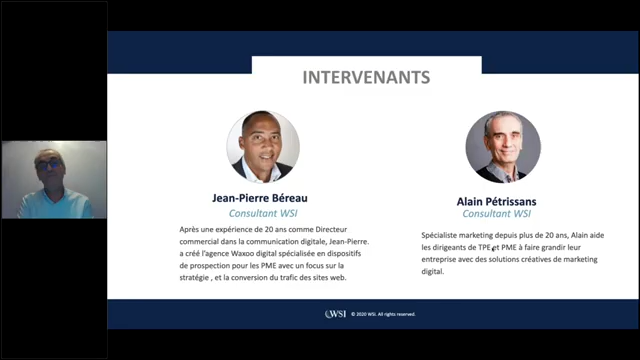 INTERVENANTS
Jean-Pierre Béreau
Consultant WSI
Après une expérience de 20 ans comme Directeur
commercial dans la communication digitale, Jean-Pierre.
a créé l'agence Waxoo digital spécialisée en dispositifs
de prospection pour les PME avec un focus sur la
stratégie , et la conversion du trafic des sites web.
Alain Pétrissans
Consultant WSI
Spécialiste marketing depuis plus de 20 ans, Alain aide
les dirigeants de TPE et PME à faire grandir leur
entreprise avec des solutions créatives de marketing
digital.
WSI © 2020 WSI. All rights reserved.